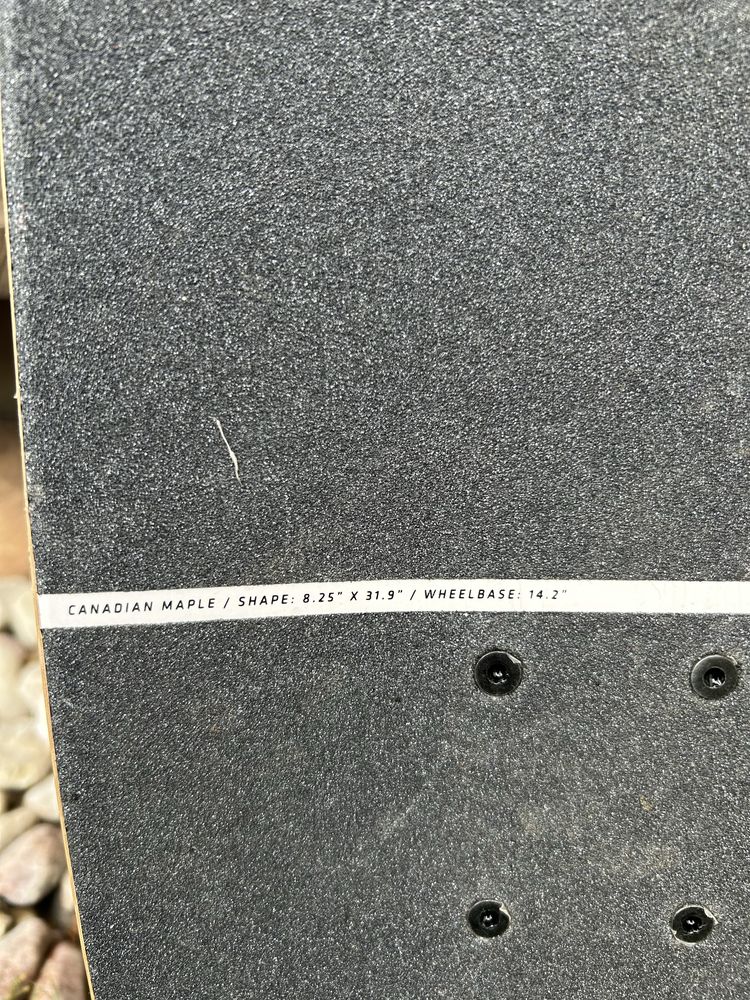 CANADIAN MAPLE / SHAPE: 8.25" X 31.9" / WHEELBASE: 14.2"